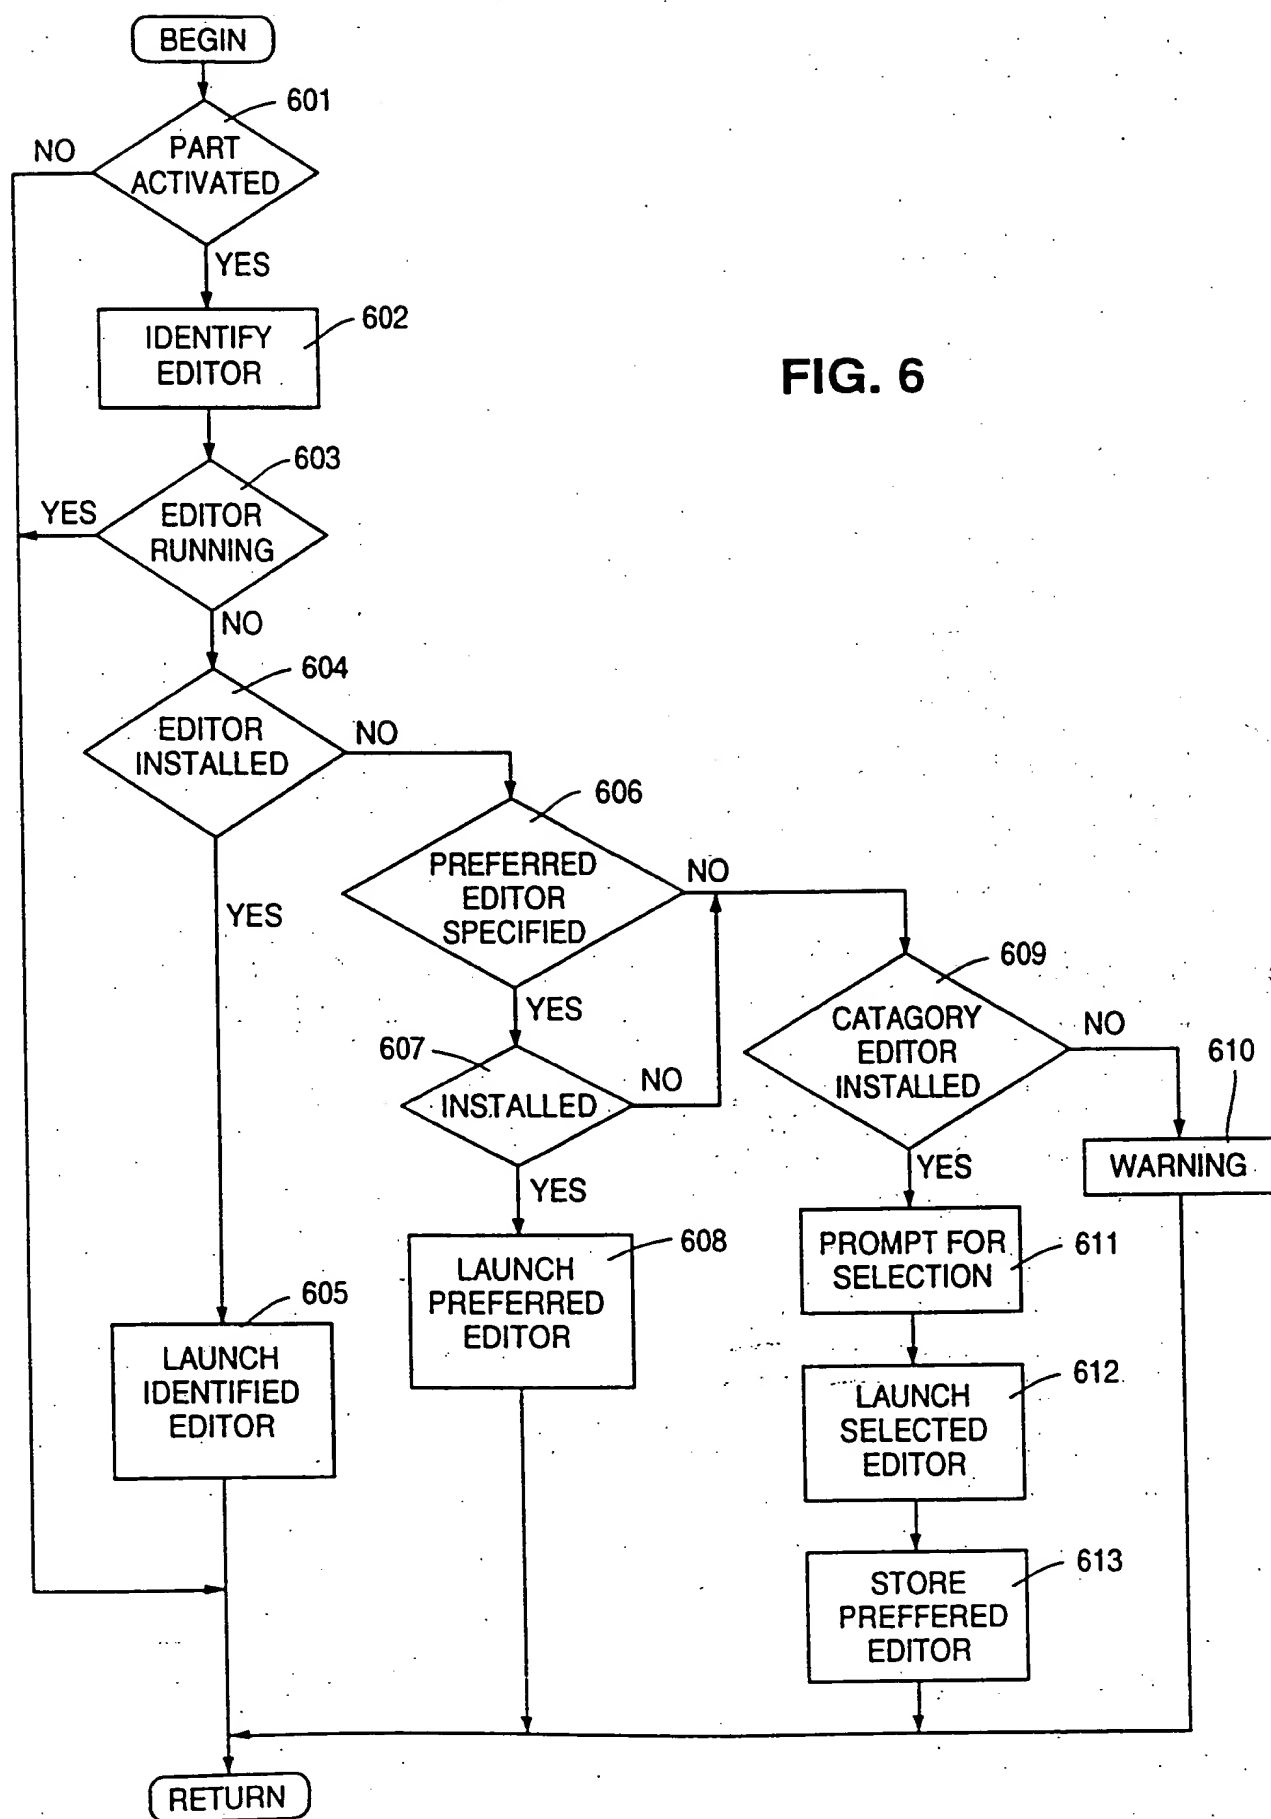 BEGIN
601
PART
ACTIVATED
NO
YES
602
IDENTIFY
EDITOR
FIG. 6
603
EDITOR
RUNNING
YES
NO
604
EDITOR
INSTALLED
NO
YES
606
PREFERRED
EDITOR
SPECIFIED
NO
YES
607
INSTALLED
NO
YES
609
CATAGORY
EDITOR
INSTALLED
NO
YES
610
WARNING
608
LAUNCH
PREFERRED
EDITOR
PROMPT FOR
SELECTION
611
605
LAUNCH
IDENTIFIED
EDITOR
612
LAUNCH
SELECTED
EDITOR
613
STORE
PREFFERED
EDITOR
RETURN